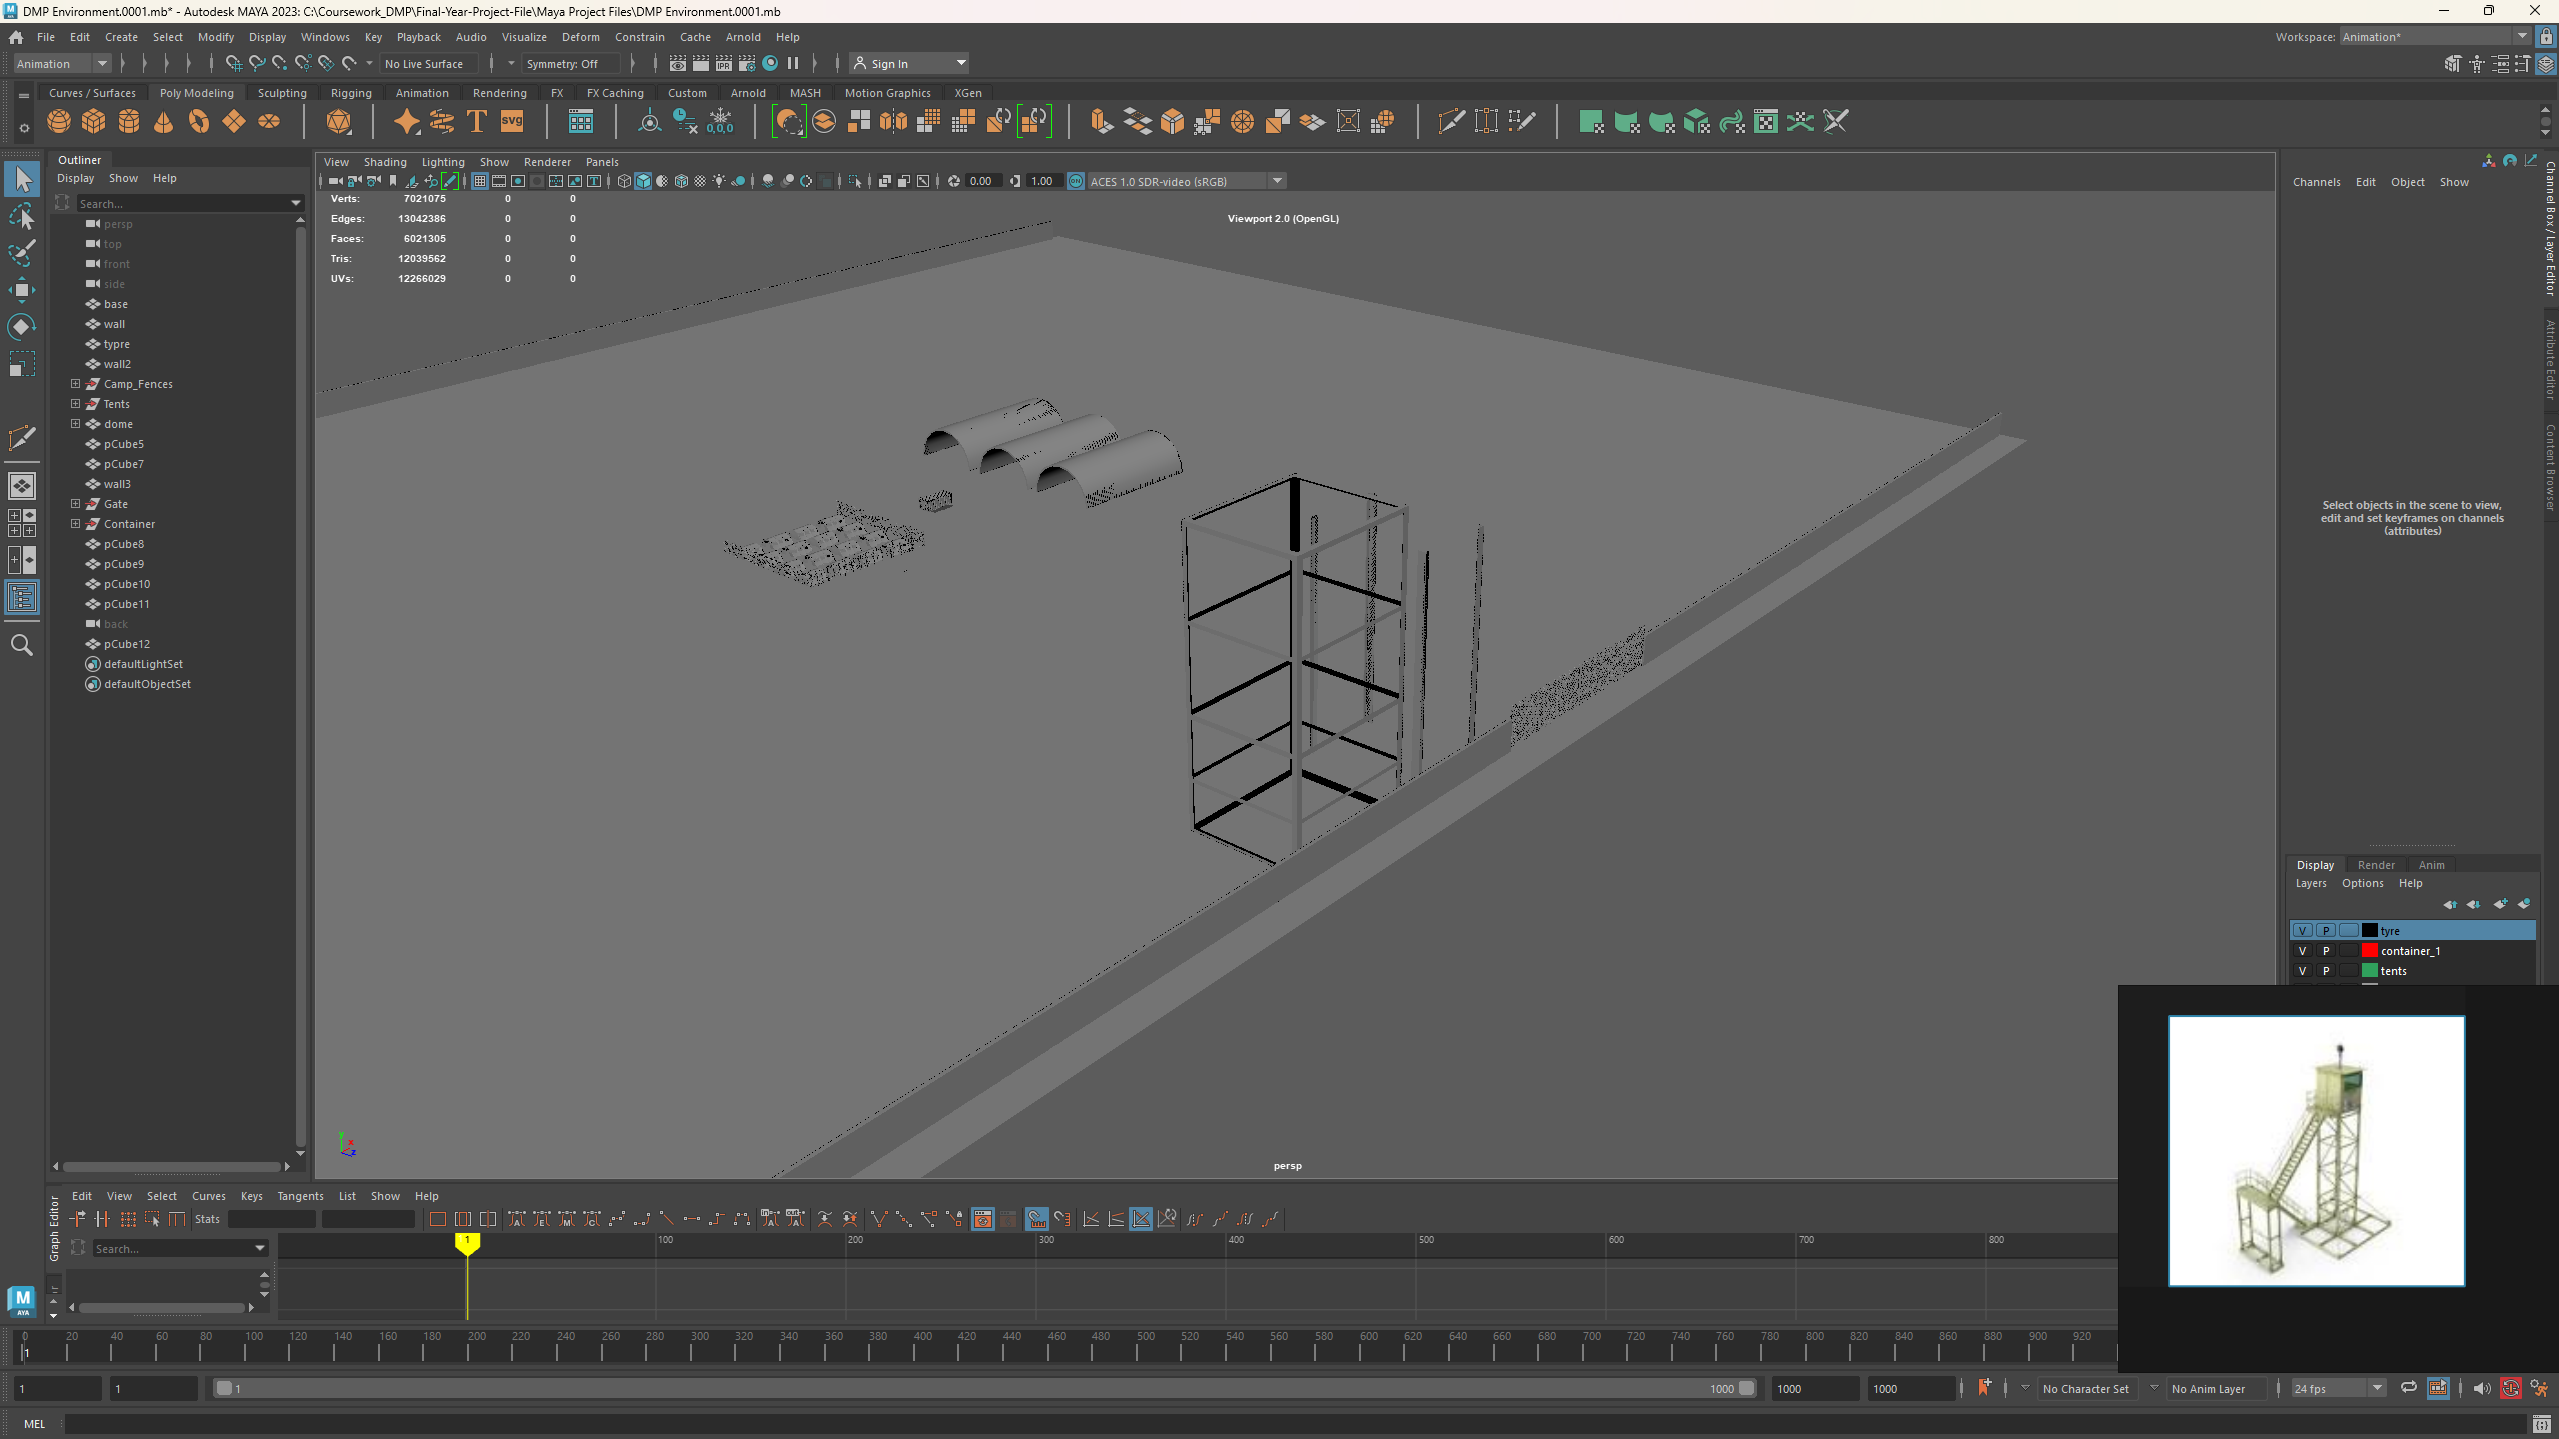 DMP Environment.0001.mb* - Autodesk MAYA 2023: C:\Coursework_DMP\Final-Year-Project-File\Maya Project Files\DMP Environment.0001.mb
File Edit Create Select Modify Display Windows Key Playback Audio Visualize Deform Constrain Cache Arnold Help
Workspace: Animation*
Animation No Live Surface Symmetry: Off Sign In
Curves / Surfaces Poly Modeling Sculpting Rigging Animation Rendering FX FX Caching Custom Arnold MASH Motion Graphics XGen
T SVG 0,0,0
Outliner
Display Show Help
Search...
persp
top
front
side
base
wall
typre
wall2
Camp_Fences
Tents
dome
pCube5
pCube7
wall3
Gate
Container
pCube8
pCube9
pCube10
pCube11
back
pCube12
defaultLightSet
defaultObjectSet
View Shading Lighting Show Renderer Panels
0.00 1.00 ACES 1.0 SDR-video (sRGB)
Verts: 7021075 0 0
Edges: 13042386 0 0
Faces: 6021305 0 0
Tris: 12039562 0 0
UVs: 12266029 0 0
Viewport 2.0 (OpenGL)
y
x
z
persp
Channels Edit Object Show
Channel Box / Layer Editor
Attribute Editor
Content Browser
Select objects in the scene to view,
edit and set keyframes on channels
(attributes)
Display Render Anim
Layers Options Help
V P tyre
V P container_1
V P tents
Graph Editor
Edit View Select Curves Keys Tangents List Show Help
Stats
Search...
1 100 200 300 400 500 600 700 800
M
AYA
0 20 40 60 80 100 120 140 160 180 200 220 240 260 280 300 320 340 360 380 400 420 440 460 480 500 520 540 560 580 600 620 640 660 680 700 720 740 760 780 800 820 840 860 880 900 920
1
1 1 1 1000 1000 1000 No Character Set No Anim Layer 24 fps
MEL